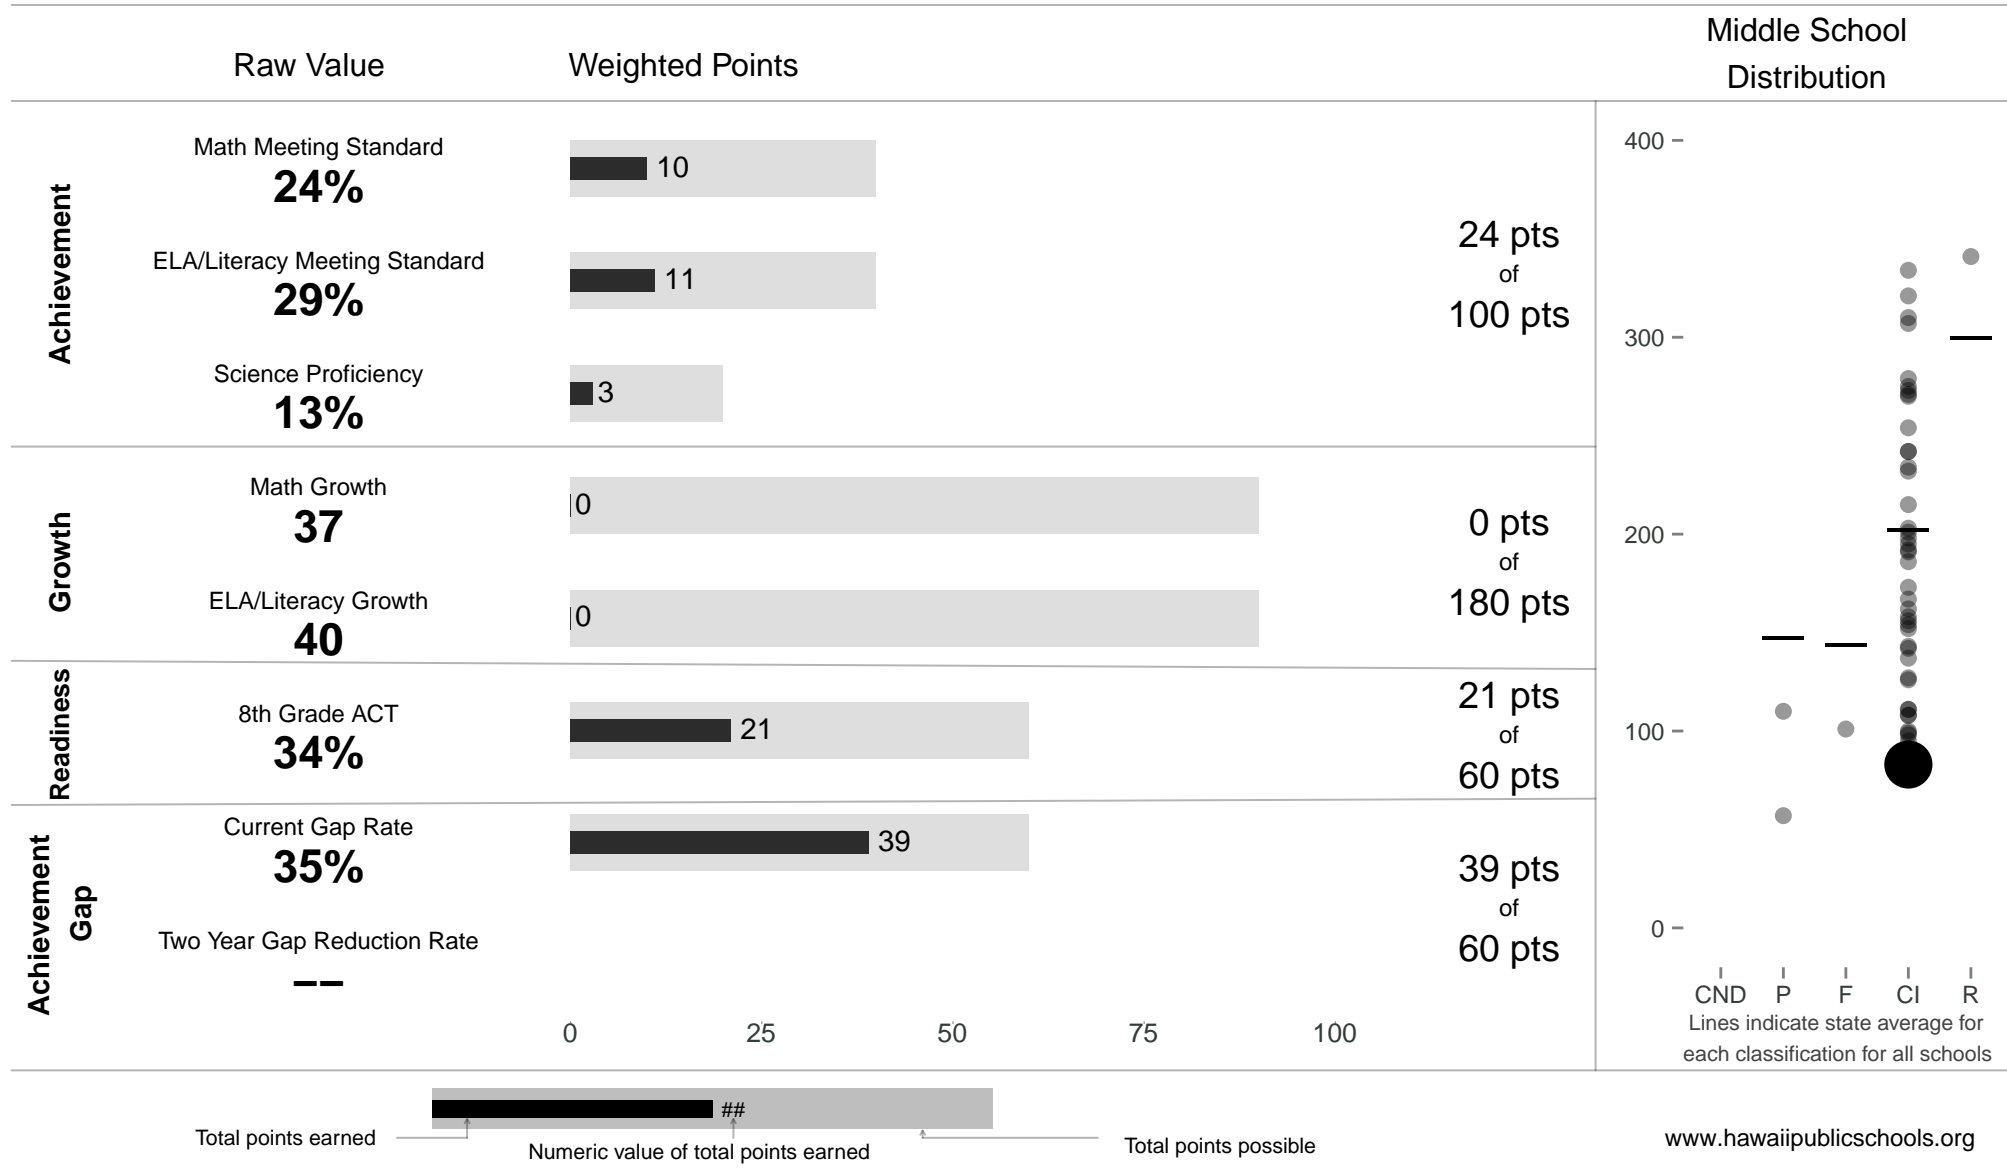 Raw Value
Weighted Points
Middle School
Distribution
Achievement
Math Meeting Standard
24%
10
ELA/Literacy Meeting Standard
29%
11
Science Proficiency
13%
3
24 pts
of
100 pts
Growth
Math Growth
37
0
ELA/Literacy Growth
40
0
0 pts
of
180 pts
Readiness
8th Grade ACT
34%
21
21 pts
of
60 pts
Achievement
Gap
Current Gap Rate
35%
39
Two Year Gap Reduction Rate
--
39 pts
of
60 pts
0 25 50 75 100
400
300
200
100
0
CND P F CI R
Lines indicate state average for
each classification for all schools
##
Total points earned
Numeric value of total points earned
Total points possible
www.hawaiipublicschools.org